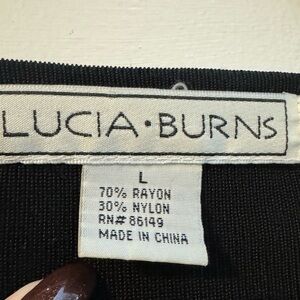 LUCIA•BURNS
L
70% RAYON
30% NYLON
RN# 86149
MADE IN CHINA